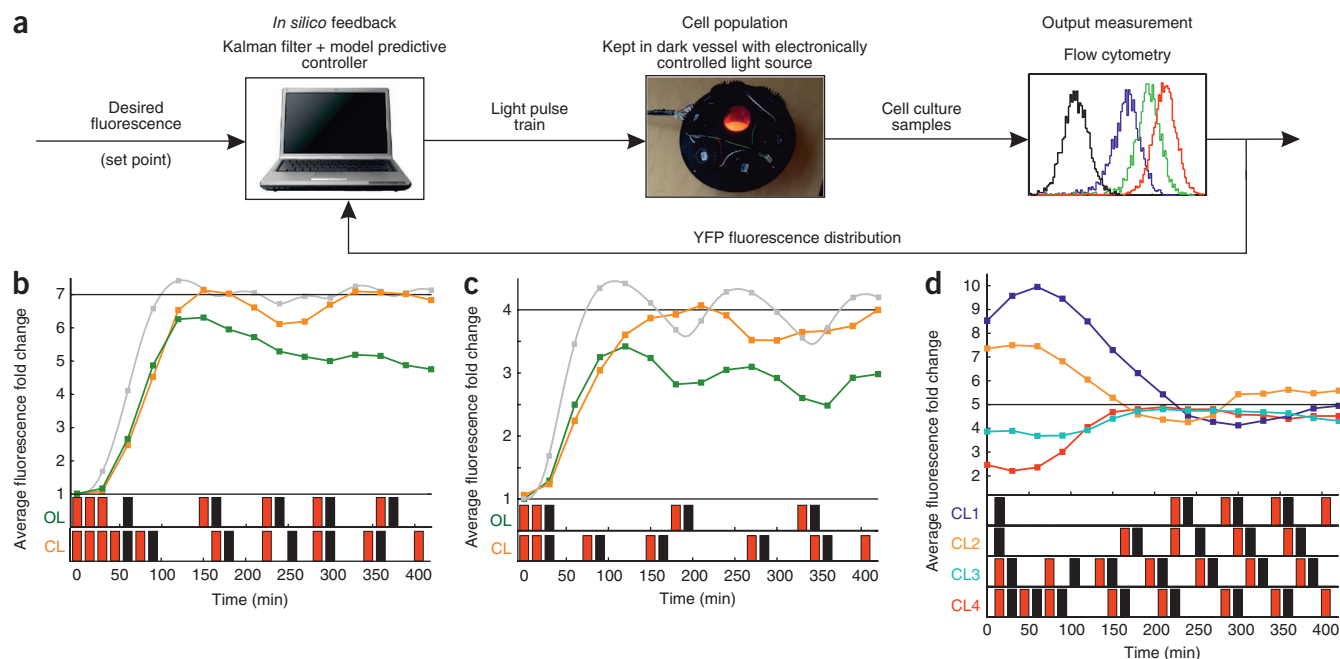 a
In silico feedback
Kalman filter + model predictive
controller
Cell population
Kept in dark vessel with electronically
controlled light source
Output measurement
Flow cytometry
Desired
fluorescence
(set point)
Light pulse
train
Cell culture
samples
YFP fluorescence distribution
b
Average fluorescence fold change
7
6
5
4
3
2
1
OL
CL
0 50 100 150 200 250 300 350 400
Time (min)
c
Average fluorescence fold change
4
3
2
1
OL
CL
0 50 100 150 200 250 300 350 400
Time (min)
d
Average fluorescence fold change
10
9
8
7
6
5
4
3
2
CL1
CL2
CL3
CL4
0 50 100 150 200 250 300 350 400
Time (min)